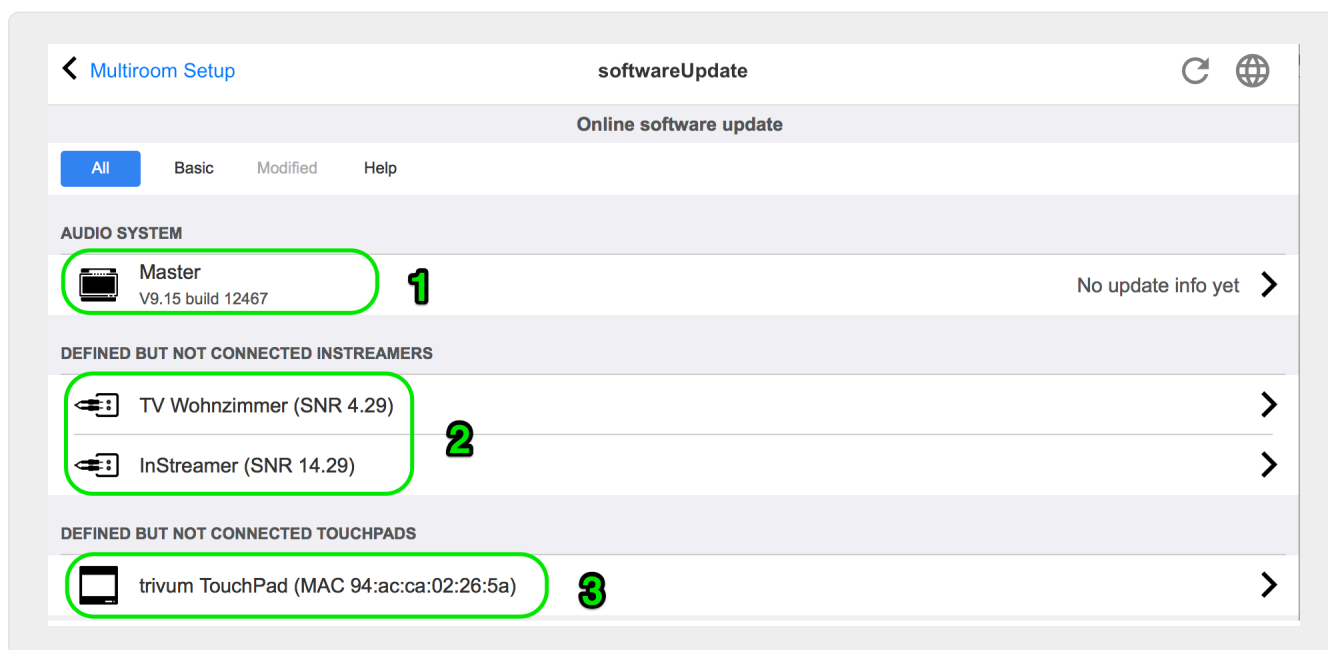 Multiroom Setup
softwareUpdate
Online software update
All Basic Modified Help
AUDIO SYSTEM
Master
V9.15 build 12467
1
No update info yet
DEFINED BUT NOT CONNECTED INSTREAMERS
TV Wohnzimmer (SNR 4.29)
2
InStreamer (SNR 14.29)
DEFINED BUT NOT CONNECTED TOUCHPADS
trivum TouchPad (MAC 94:ac:ca:02:26:5a)
3